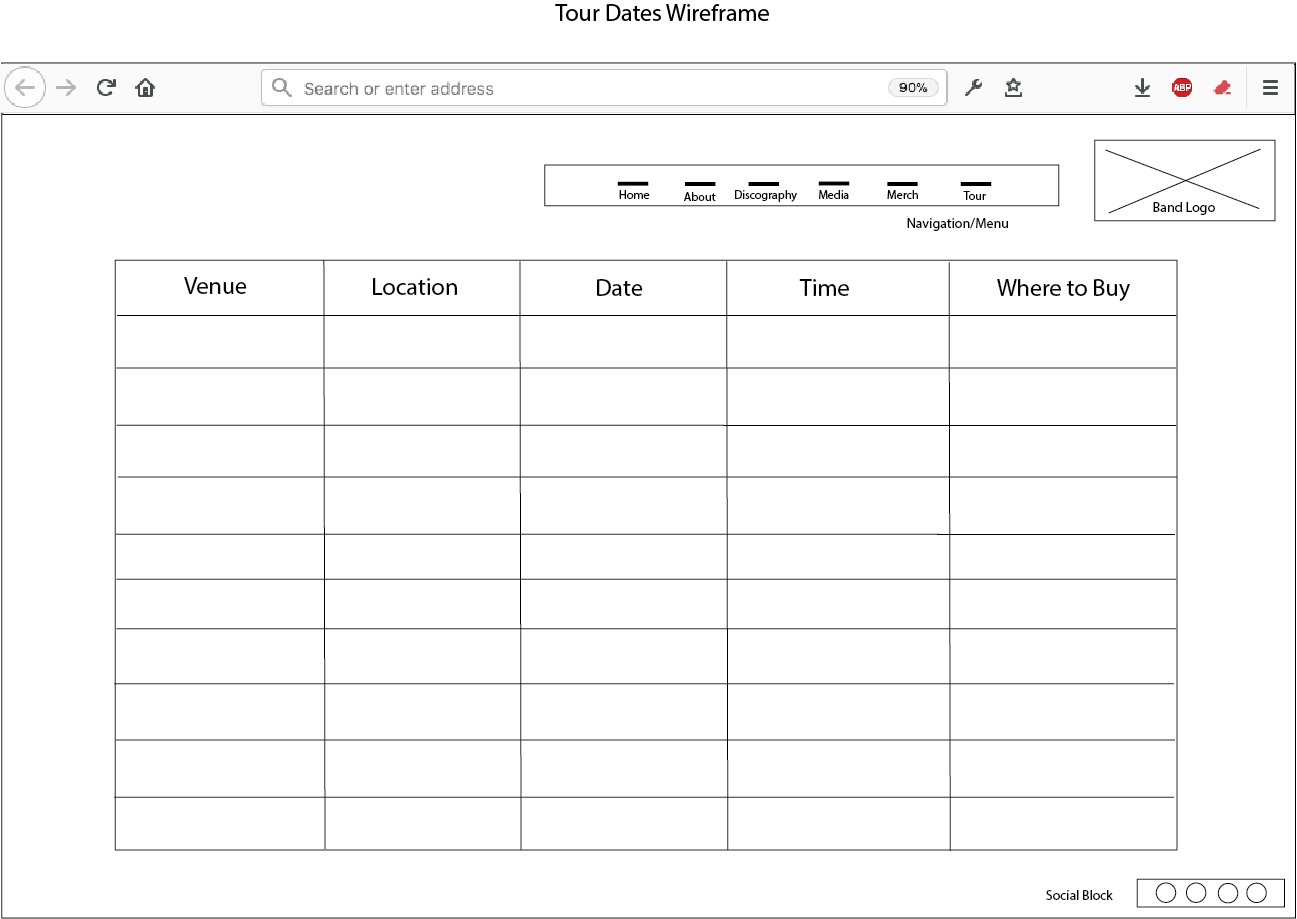 Tour Dates Wireframe
Search or enter address
90%
ABP
Home About Discography Media Merch Tour
Navigation/Menu
Band Logo
Venue Location Date Time Where to Buy
Social Block